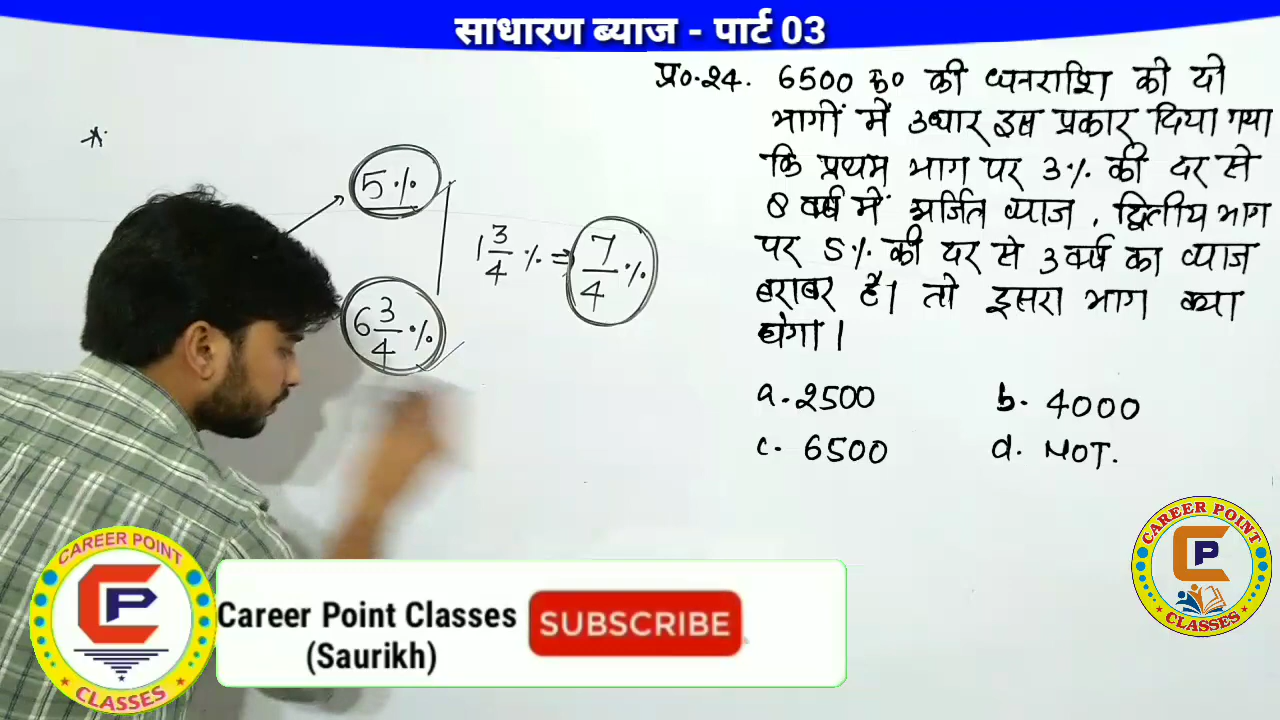 साधारण ब्याज - पार्ट 03
प्र०.24. 6500 रु० की धनराशि को दो
भागों में उधार इस प्रकार दिया गया
कि प्रथम भाग पर 3% की दर से
8 वर्ष में अर्जित ब्याज, द्वितीय भाग
पर 5% की दर से 3 वर्ष का ब्याज
बराबर है। तो दूसरा भाग क्या
होगा।
a. 2500 b. 4000
c. 6500 d. NOT.
5%
1 3/4 % = 7/4 %
6 3/4 %
CAREER POINT
CP
CLASSES
Career Point Classes
(Saurikh)
SUBSCRIBE
CAREER POINT
CP
CLASSES